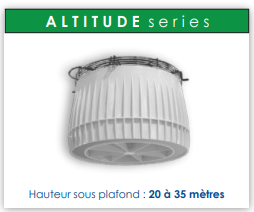 ALTITUDE series
Hauteur sous plafond : 20 à 35 mètres